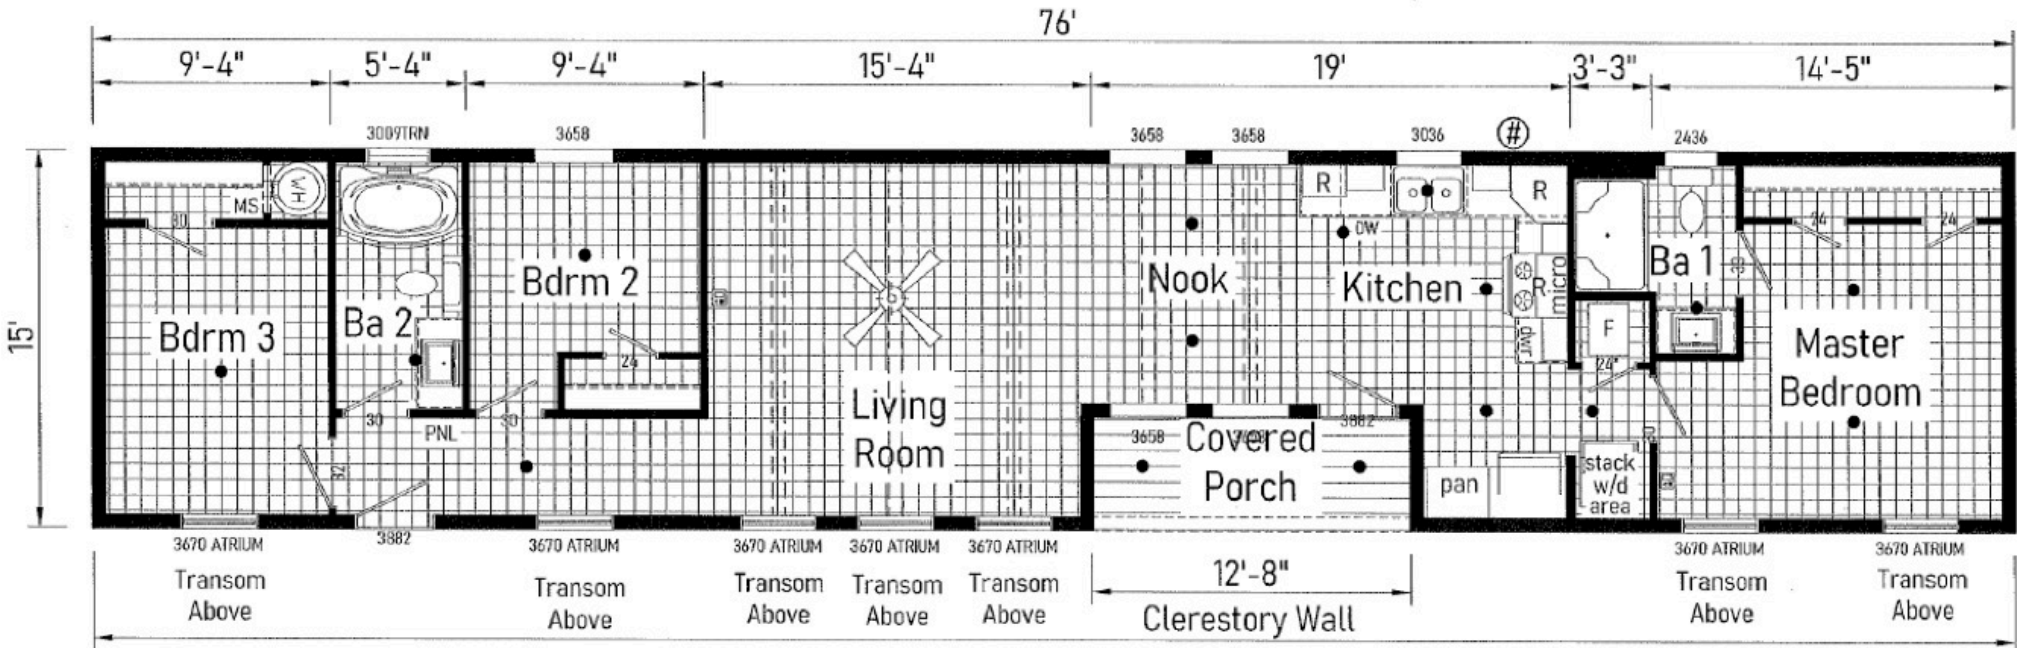 76'
9'-4" 5'-4" 9'-4" 15'-4" 19' 3'-3" 14'-5"
3009TRN 3658 3658 3658 3036 # 2436
15'
MS WH R R
30 24 24
DW
Bdrm 2 Nook Kitchen R micro Ba 1 30
Bdrm 3 Ba 2 F Master
Bedroom
dwr
24 24"
Living
Room
30 PNL 30
3658 Covered 3882
Porch
32
pan stack
w/d
area
3670 ATRIUM 3882 3670 ATRIUM 3670 ATRIUM 3670 ATRIUM 3670 ATRIUM 3670 ATRIUM 3670 ATRIUM
Transom
Above
Transom
Above
Transom
Above
Transom
Above
Transom
Above
12'-8"
Clerestory Wall
Transom
Above
Transom
Above